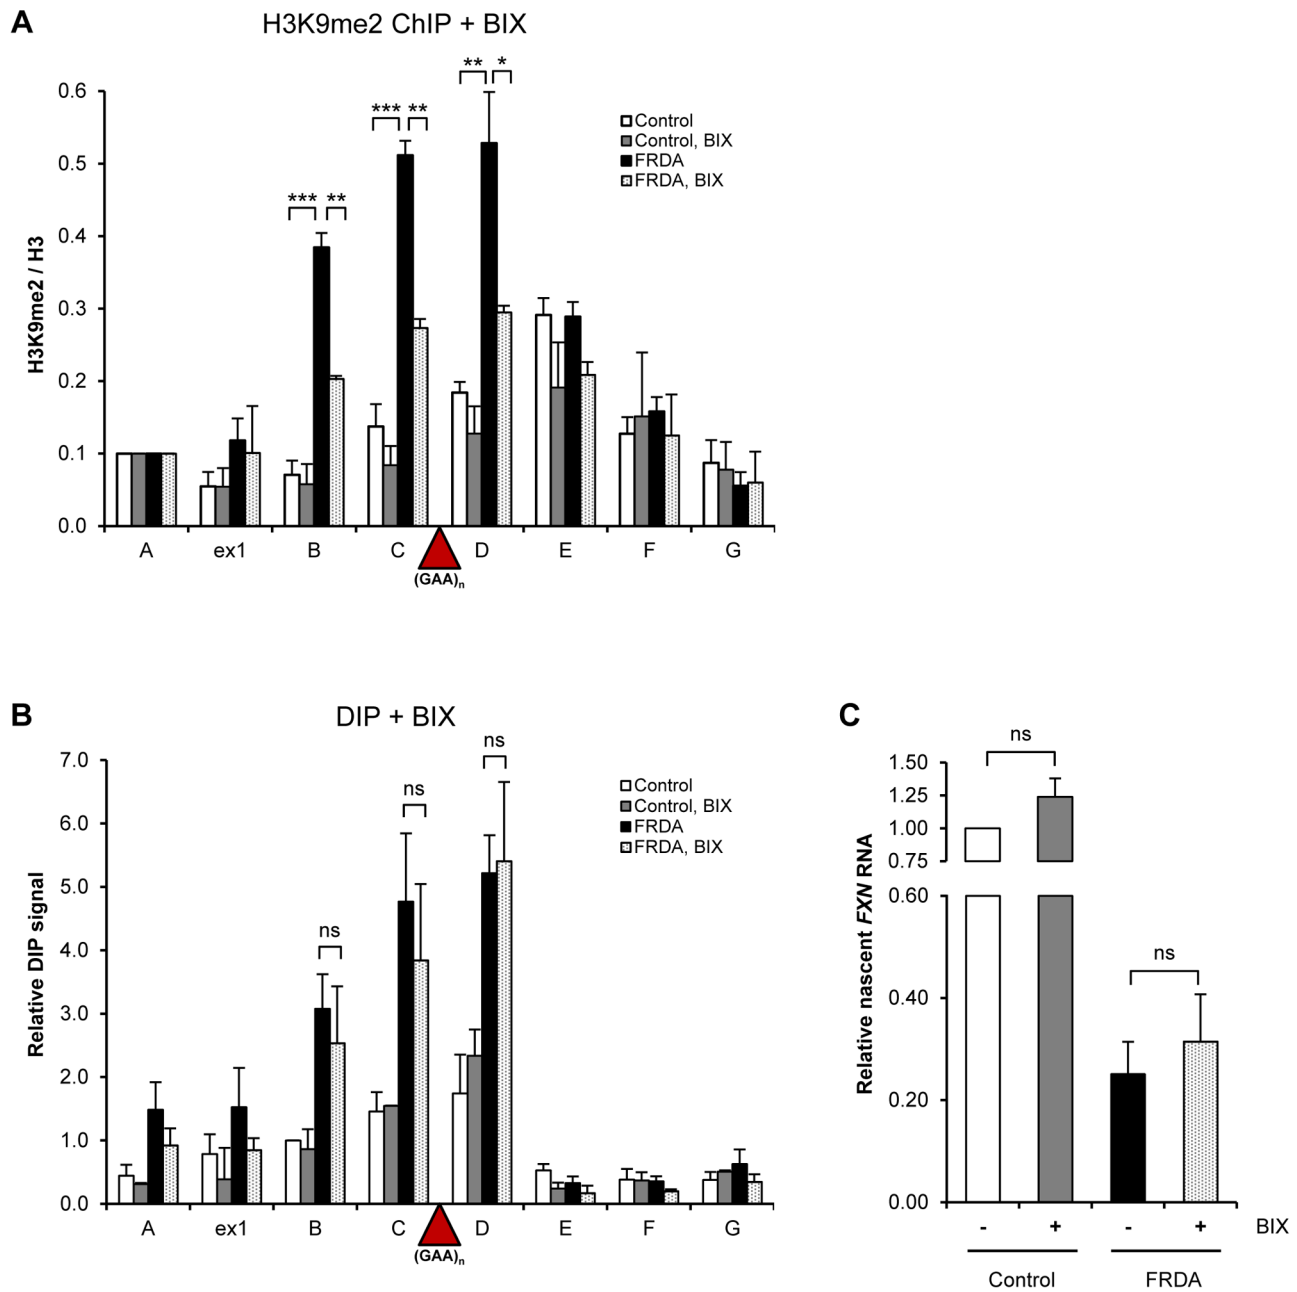 A
H3K9me2 ChIP + BIX
** *
*** **
*** **
0.6
0.5
0.4
0.3
0.2
0.1
0.0
H3K9me2 / H3
Control
Control, BIX
FRDA
FRDA, BIX
A ex1 B C D E F G
(GAA)n
B
DIP + BIX
ns
ns
ns
7.0
6.0
5.0
4.0
3.0
2.0
1.0
0.0
Relative DIP signal
Control
Control, BIX
FRDA
FRDA, BIX
A ex1 B C D E F G
(GAA)n
C
ns
ns
1.50
1.25
1.00
0.75
0.60
0.40
0.20
0.00
Relative nascent FXN RNA
- + - + BIX
Control FRDA